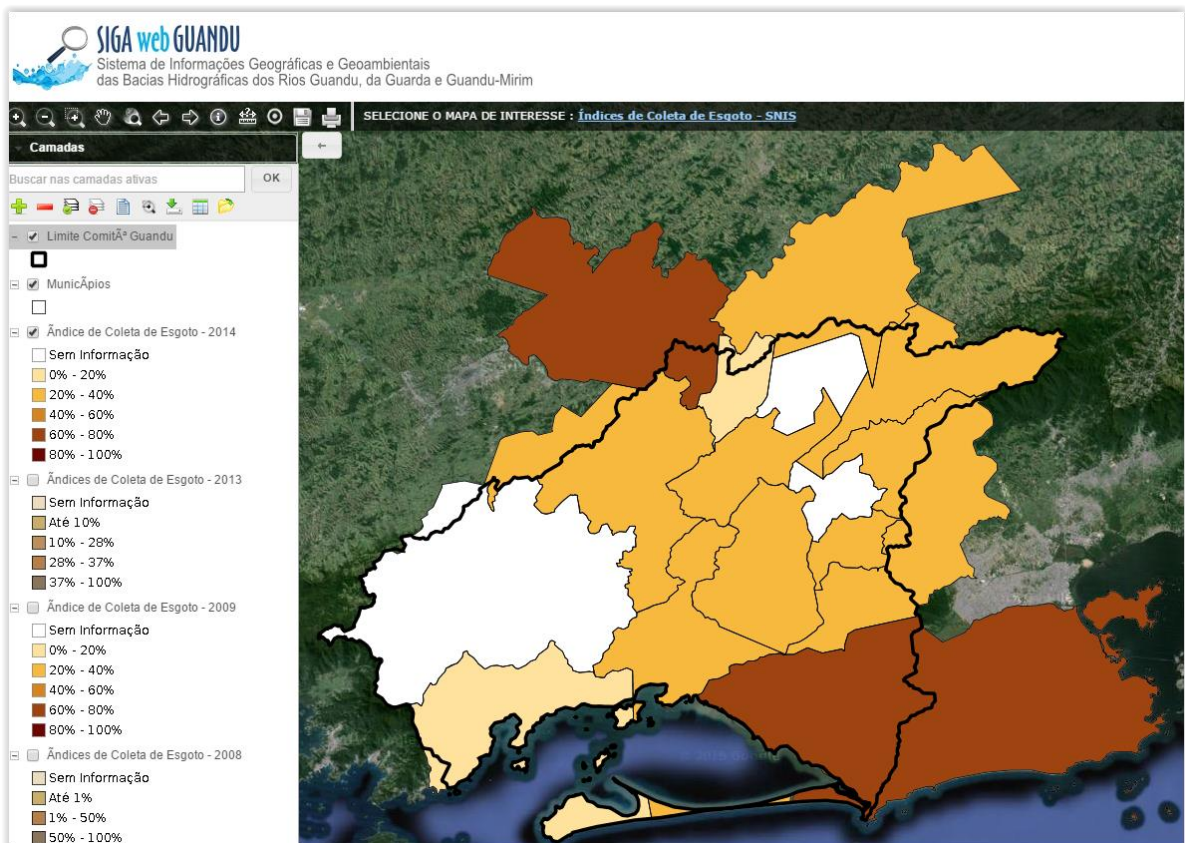 SIGA web GUANDU
Sistema de Informações Geográficas e Geoambientais
das Bacias Hidrográficas dos Rios Guandu, da Guarda e Guandu-Mirim
SELECIONE O MAPA DE INTERESSE : Índices de Coleta de Esgoto - SNIS
Camadas
←
Buscar nas camadas ativas
OK
Limite ComitÃª Guandu
MunicÃ­pios
Ãndice de Coleta de Esgoto - 2014
Sem Informação
0% - 20%
20% - 40%
40% - 60%
60% - 80%
80% - 100%
Ãndices de Coleta de Esgoto - 2013
Sem Informação
Até 10%
10% - 28%
28% - 37%
37% - 100%
Ãndice de Coleta de Esgoto - 2009
Sem Informação
0% - 20%
20% - 40%
40% - 60%
60% - 80%
80% - 100%
Ãndices de Coleta de Esgoto - 2008
Sem Informação
Até 1%
1% - 50%
50% - 100%